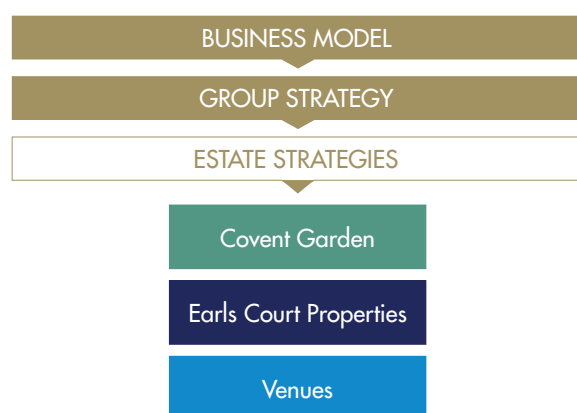 BUSINESS MODEL
GROUP STRATEGY
ESTATE STRATEGIES
Covent Garden
Earls Court Properties
Venues